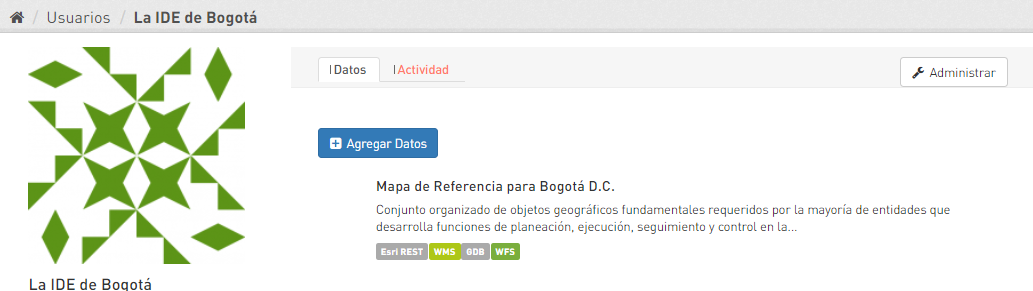 / Usuarios / La IDE de Bogotá
Datos
Actividad
Administrar
Agregar Datos
Mapa de Referencia para Bogotá D.C.
Conjunto organizado de objetos geográficos fundamentales requeridos por la mayoría de entidades que
desarrolla funciones de planeación, ejecución, seguimiento y control en la...
Esri REST WMS GDB WFS
La IDE de Bogotá